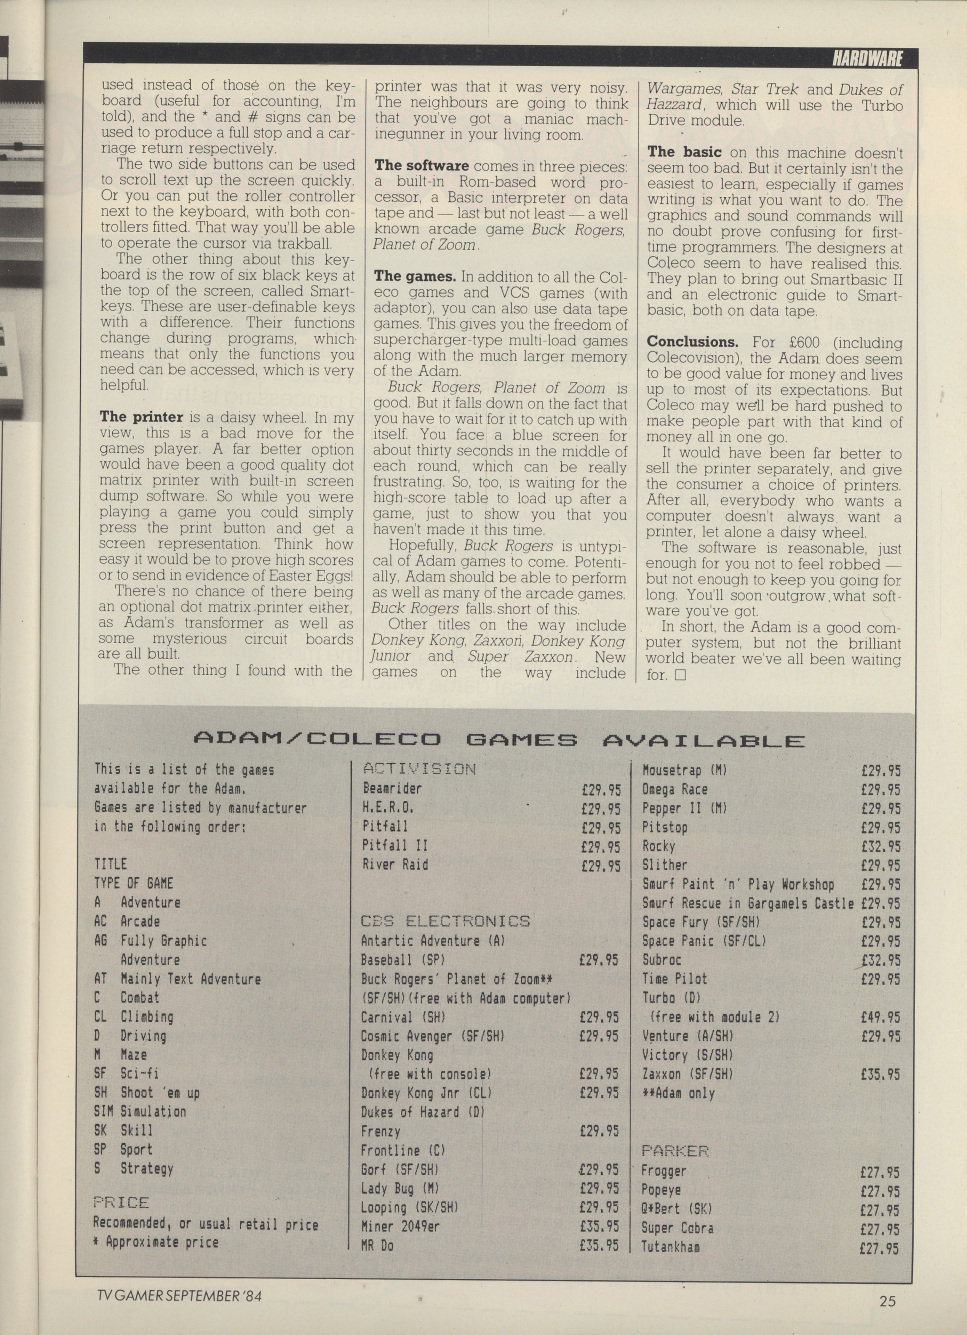 HARDWARE
used instead of those on the key-
board (useful for accounting, I'm
told), and the * and # signs can be
used to produce a full stop and a car-
riage return respectively.
The two side buttons can be used
to scroll text up the screen quickly.
Or you can put the roller controller
next to the keyboard, with both con-
trollers fitted. That way you'll be able
to operate the cursor via trakball.
The other thing about this key-
board is the row of six black keys at
the top of the screen, called Smart-
keys. These are user-definable keys
with a difference. Their functions
change during programs, which
means that only the functions you
need can be accessed, which is very
helpful.
The printer is a daisy wheel. In my
view, this is a bad move for the
games player. A far better option
would have been a good quality dot
matrix printer with built-in screen
dump software. So while you were
playing a game you could simply
press the print button and get a
screen representation. Think how
easy it would be to prove high scores
or to send in evidence of Easter Eggs!
There's no chance of there being
an optional dot matrix printer either,
as Adam's transformer as well as
some mysterious circuit boards
are all built.
The other thing I found with the
printer was that it was very noisy.
The neighbours are going to think
that you've got a maniac mach-
inegunner in your living room.
The software comes in three pieces:
a built-in Rom-based word pro-
cessor, a Basic interpreter on data
tape and — last but not least — a well
known arcade game Buck Rogers,
Planet of Zoom.
The games. In addition to all the Col-
eco games and VCS games (with
adaptor), you can also use data tape
games. This gives you the freedom of
supercharger-type multi-load games
along with the much larger memory
of the Adam.
Buck Rogers, Planet of Zoom is
good. But it falls down on the fact that
you have to wait for it to catch up with
itself. You face a blue screen for
about thirty seconds in the middle of
each round, which can be really
frustrating. So, too, is waiting for the
high-score table to load up after a
game, just to show you that you
haven't made it this time.
Hopefully, Buck Rogers is untypi-
cal of Adam games to come. Potenti-
ally, Adam should be able to perform
as well as many of the arcade games.
Buck Rogers falls short of this.
Other titles on the way include
Donkey Kong, Zaxxon, Donkey Kong
Junior and Super Zaxxon. New
games on the way include
Wargames, Star Trek and Dukes of
Hazzard, which will use the Turbo
Drive module.
The basic on this machine doesn't
seem too bad. But it certainly isn't the
easiest to learn, especially if games
writing is what you want to do. The
graphics and sound commands will
no doubt prove confusing for first-
time programmers. The designers at
Coleco seem to have realised this.
They plan to bring out Smartbasic II
and an electronic guide to Smart-
basic, both on data tape.
Conclusions. For £600 (including
Colecovision), the Adam does seem
to be good value for money and lives
up to most of its expectations. But
Coleco may well be hard pushed to
make people part with that kind of
money all in one go.
It would have been far better to
sell the printer separately, and give
the consumer a choice of printers.
After all, everybody who wants a
computer doesn't always want a
printer, let alone a daisy wheel.
The software is reasonable, just
enough for you not to feel robbed —
but not enough to keep you going for
long. You'll soon outgrow what soft-
ware you've got.
In short, the Adam is a good com-
puter system, but not the brilliant
world beater we've all been waiting
for. □
ADAM/COLECO GAMES AVAILABLE
This is a list of the games
available for the Adam.
Games are listed by manufacturer
in the following order:
TITLE
TYPE OF GAME
A Adventure
AC Arcade
AG Fully Graphic
Adventure
AT Mainly Text Adventure
C Combat
CL Climbing
D Driving
M Maze
SF Sci-fi
SH Shoot 'em up
SIM Simulation
SK Skill
SP Sport
S Strategy
PRICE
Recommended, or usual retail price
* Approximate price
ACTIVISION
Beamrider £29.95
H.E.R.O. £29.95
Pitfall £29.95
Pitfall II £29.95
River Raid £29.95
CBS ELECTRONICS
Antartic Adventure (A)
Baseball (SP) £29.95
Buck Rogers' Planet of Zoom**
(SF/SH)(free with Adam computer)
Carnival (SH) £29.95
Cosmic Avenger (SF/SH) £29.95
Donkey Kong
(free with console) £29.95
Donkey Kong Jnr (CL) £29.95
Dukes of Hazard (D)
Frenzy £29.95
Frontline (C)
Gorf (SF/SH) £29.95
Lady Bug (M) £29.95
Looping (SK/SH) £29.95
Miner 2049er £35.95
MR Do £35.95
Mousetrap (M) £29.95
Omega Race £29.95
Pepper II (M) £29.95
Pitstop £29.95
Rocky £32.95
Slither £29.95
Smurf Paint 'n' Play Workshop £29.95
Smurf Rescue in Gargamels Castle £29.95
Space Fury (SF/SH) £29.95
Space Panic (SF/CL) £29.95
Subroc £32.95
Time Pilot £29.95
Turbo (D)
(free with module 2) £49.95
Venture (A/SH) £29.95
Victory (S/SH)
Zaxxon (SF/SH) £35.95
**Adam only
PARKER
Frogger £27.95
Popeye £27.95
Q*Bert (SK) £27.95
Super Cobra £27.95
Tutankham £27.95
TV GAMER SEPTEMBER '84
25